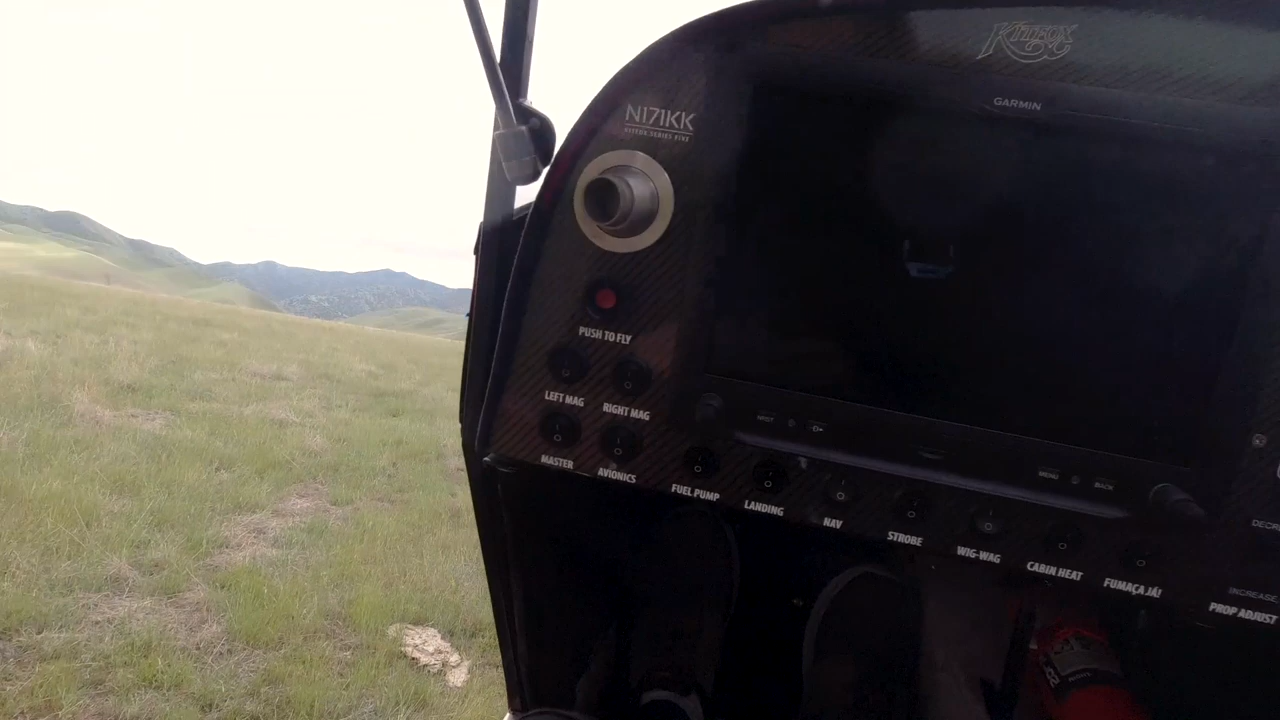 KITFOX
GARMIN
N171KK
KITFOX SERIES FIVE
PUSH TO FLY
LEFT MAG
RIGHT MAG
MASTER
AVIONICS
FUEL PUMP
LANDING
NAV
STROBE
WIG-WAG
CABIN HEAT
FUMAÇA JÁ!
MENU
BACK
INCREASE
PROP ADJUST